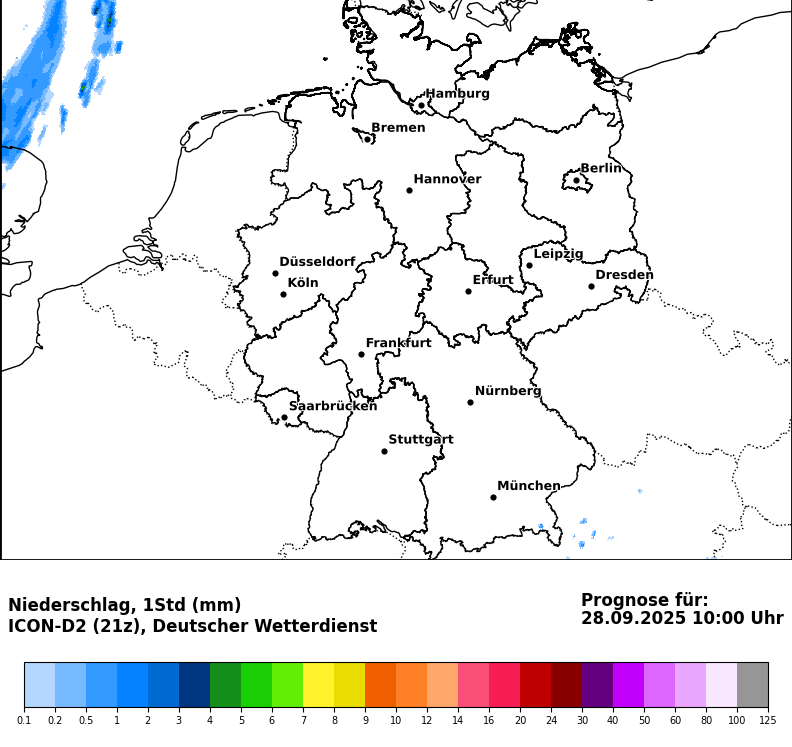 Hamburg
Bremen
Berlin
Hannover
Leipzig
Düsseldorf
Dresden
Köln
Erfurt
Frankfurt
Nürnberg
Saarbrücken
Stuttgart
München
Niederschlag, 1Std (mm)
ICON-D2 (21z), Deutscher Wetterdienst
Prognose für:
28.09.2025 10:00 Uhr
0.1 0.2 0.5 1 2 3 4 5 6 7 8 9 10 12 14 16 20 24 30 40 50 60 80 100 125